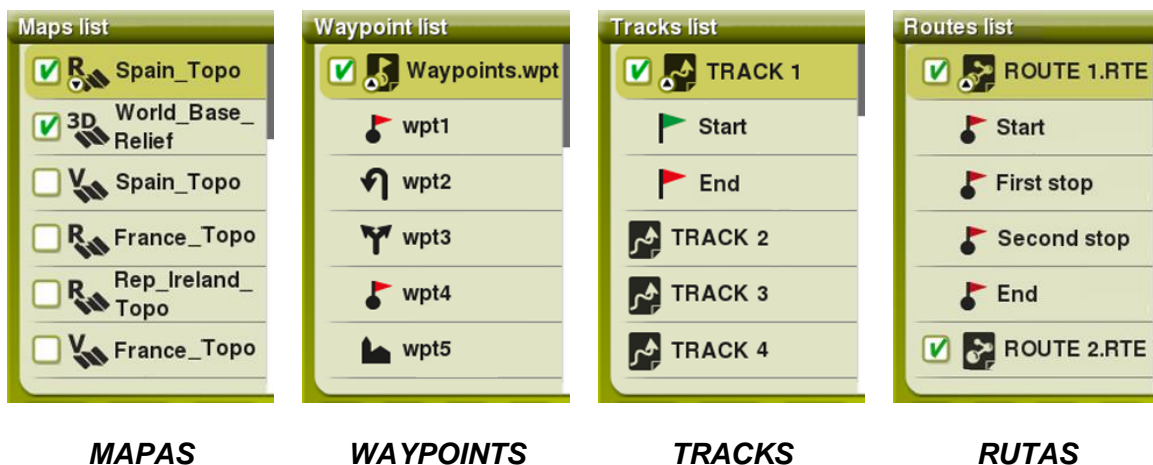 Maps list
R Spain_Topo
3D World_Base_
Relief
V Spain_Topo
R France_Topo
R Rep_Ireland_
Topo
V France_Topo
MAPAS
Waypoint list
Waypoints.wpt
wpt1
wpt2
wpt3
wpt4
wpt5
WAYPOINTS
Tracks list
TRACK 1
Start
End
TRACK 2
TRACK 3
TRACK 4
TRACKS
Routes list
ROUTE 1.RTE
Start
First stop
Second stop
End
ROUTE 2.RTE
RUTAS